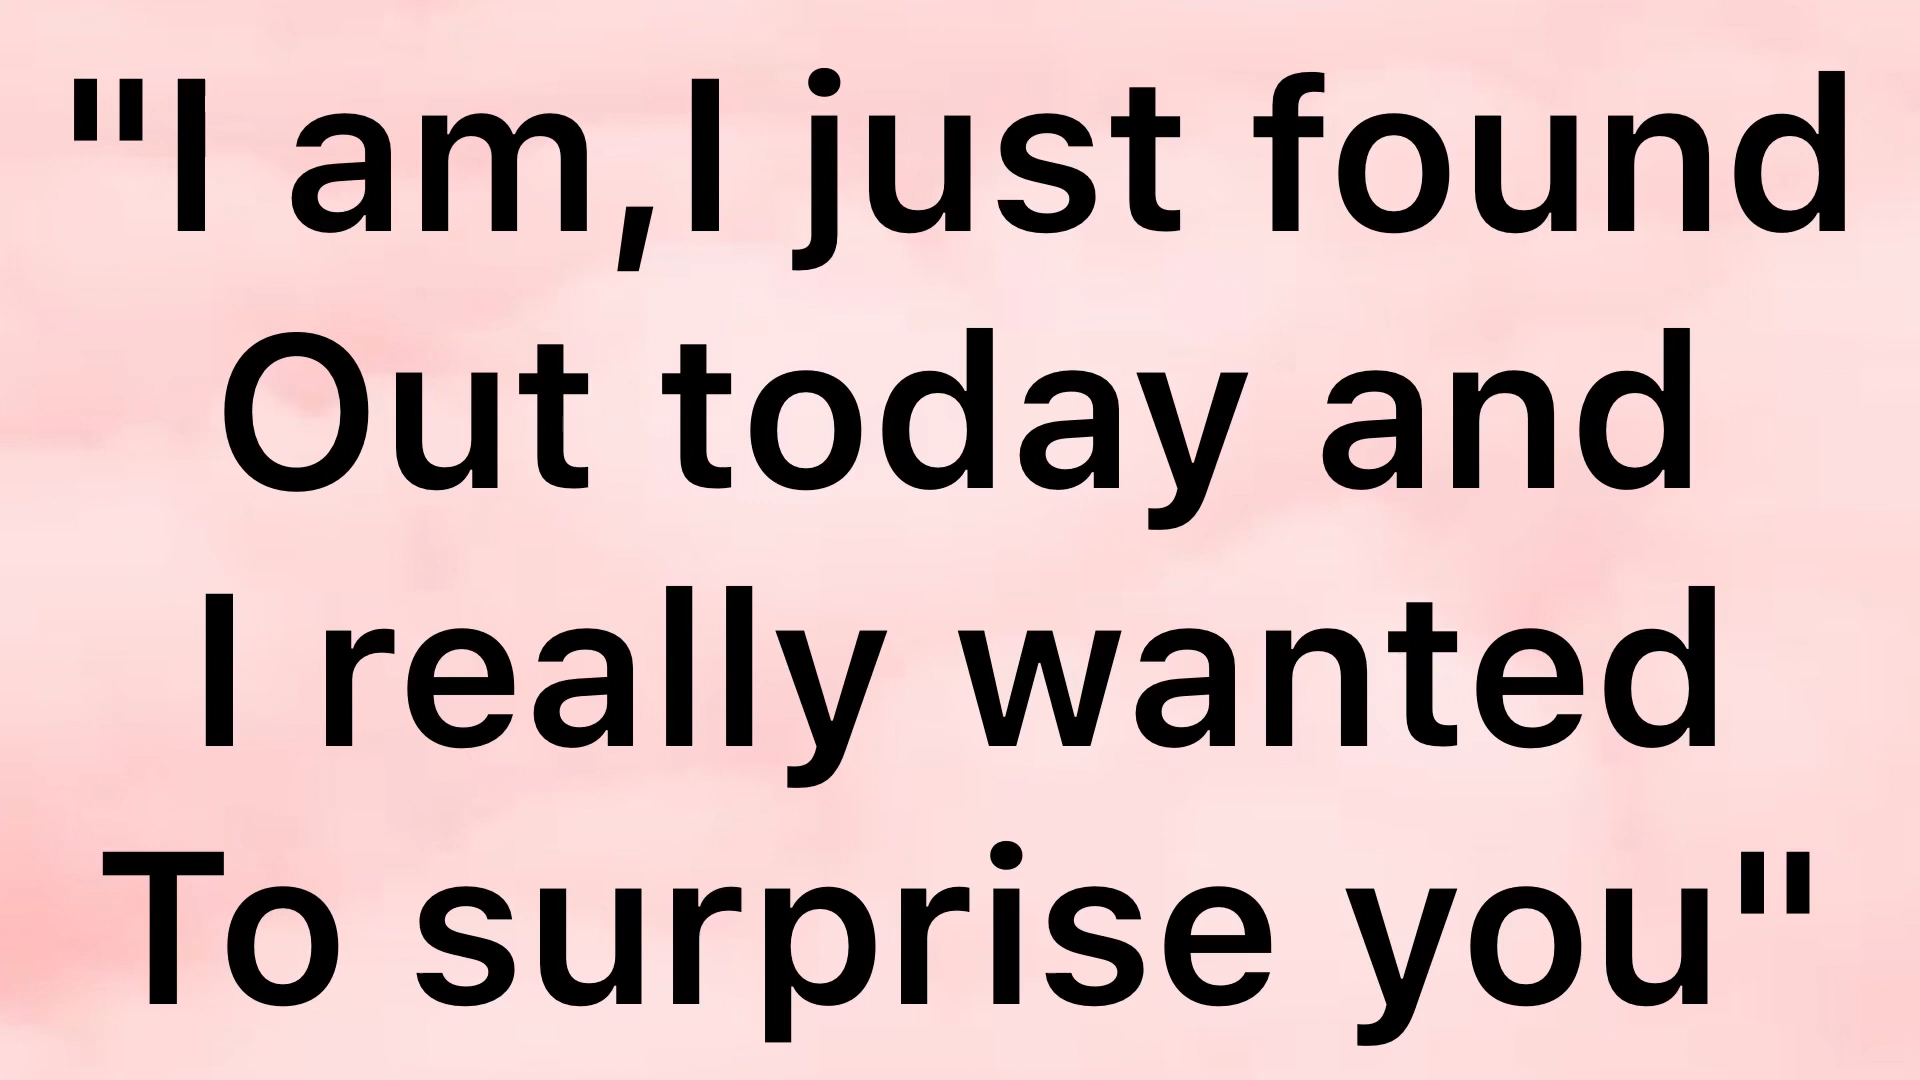 "I am,I just found
Out today and
I really wanted
To surprise you"